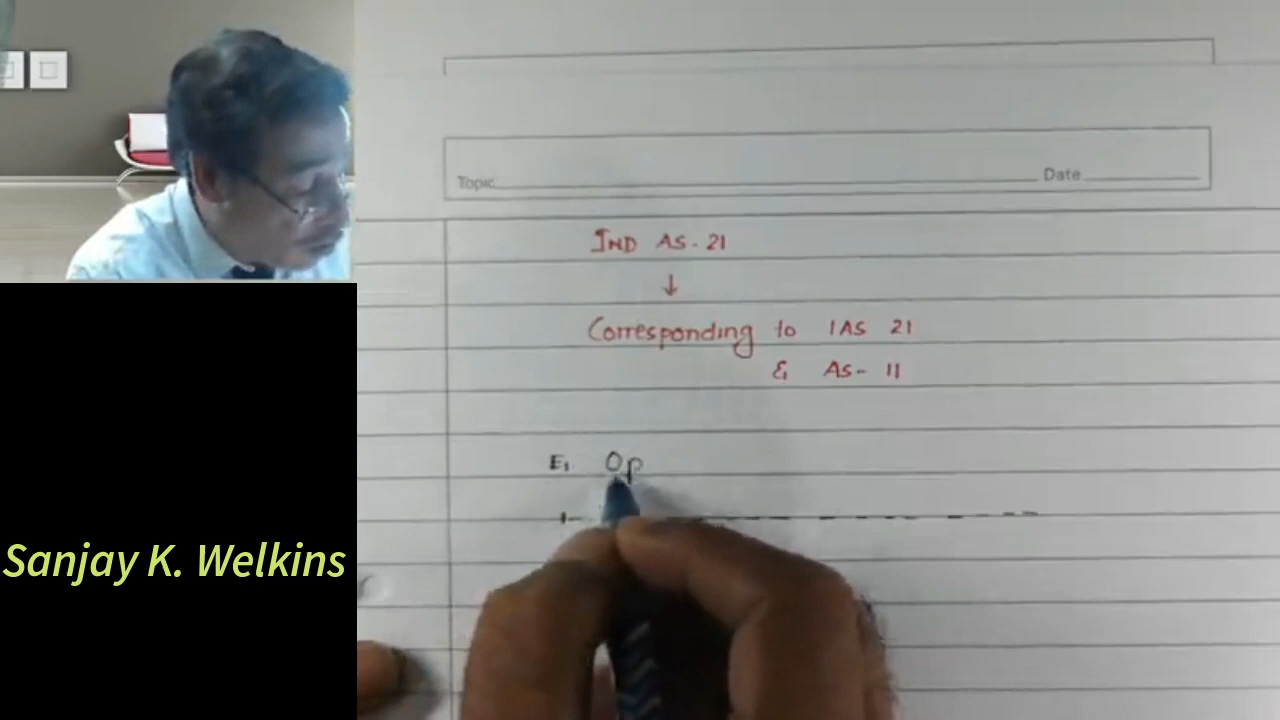 Topic Date
IND AS - 21
↓
Corresponding to IAS 21
& AS - 11
E₁ Op
Sanjay K. Welkins